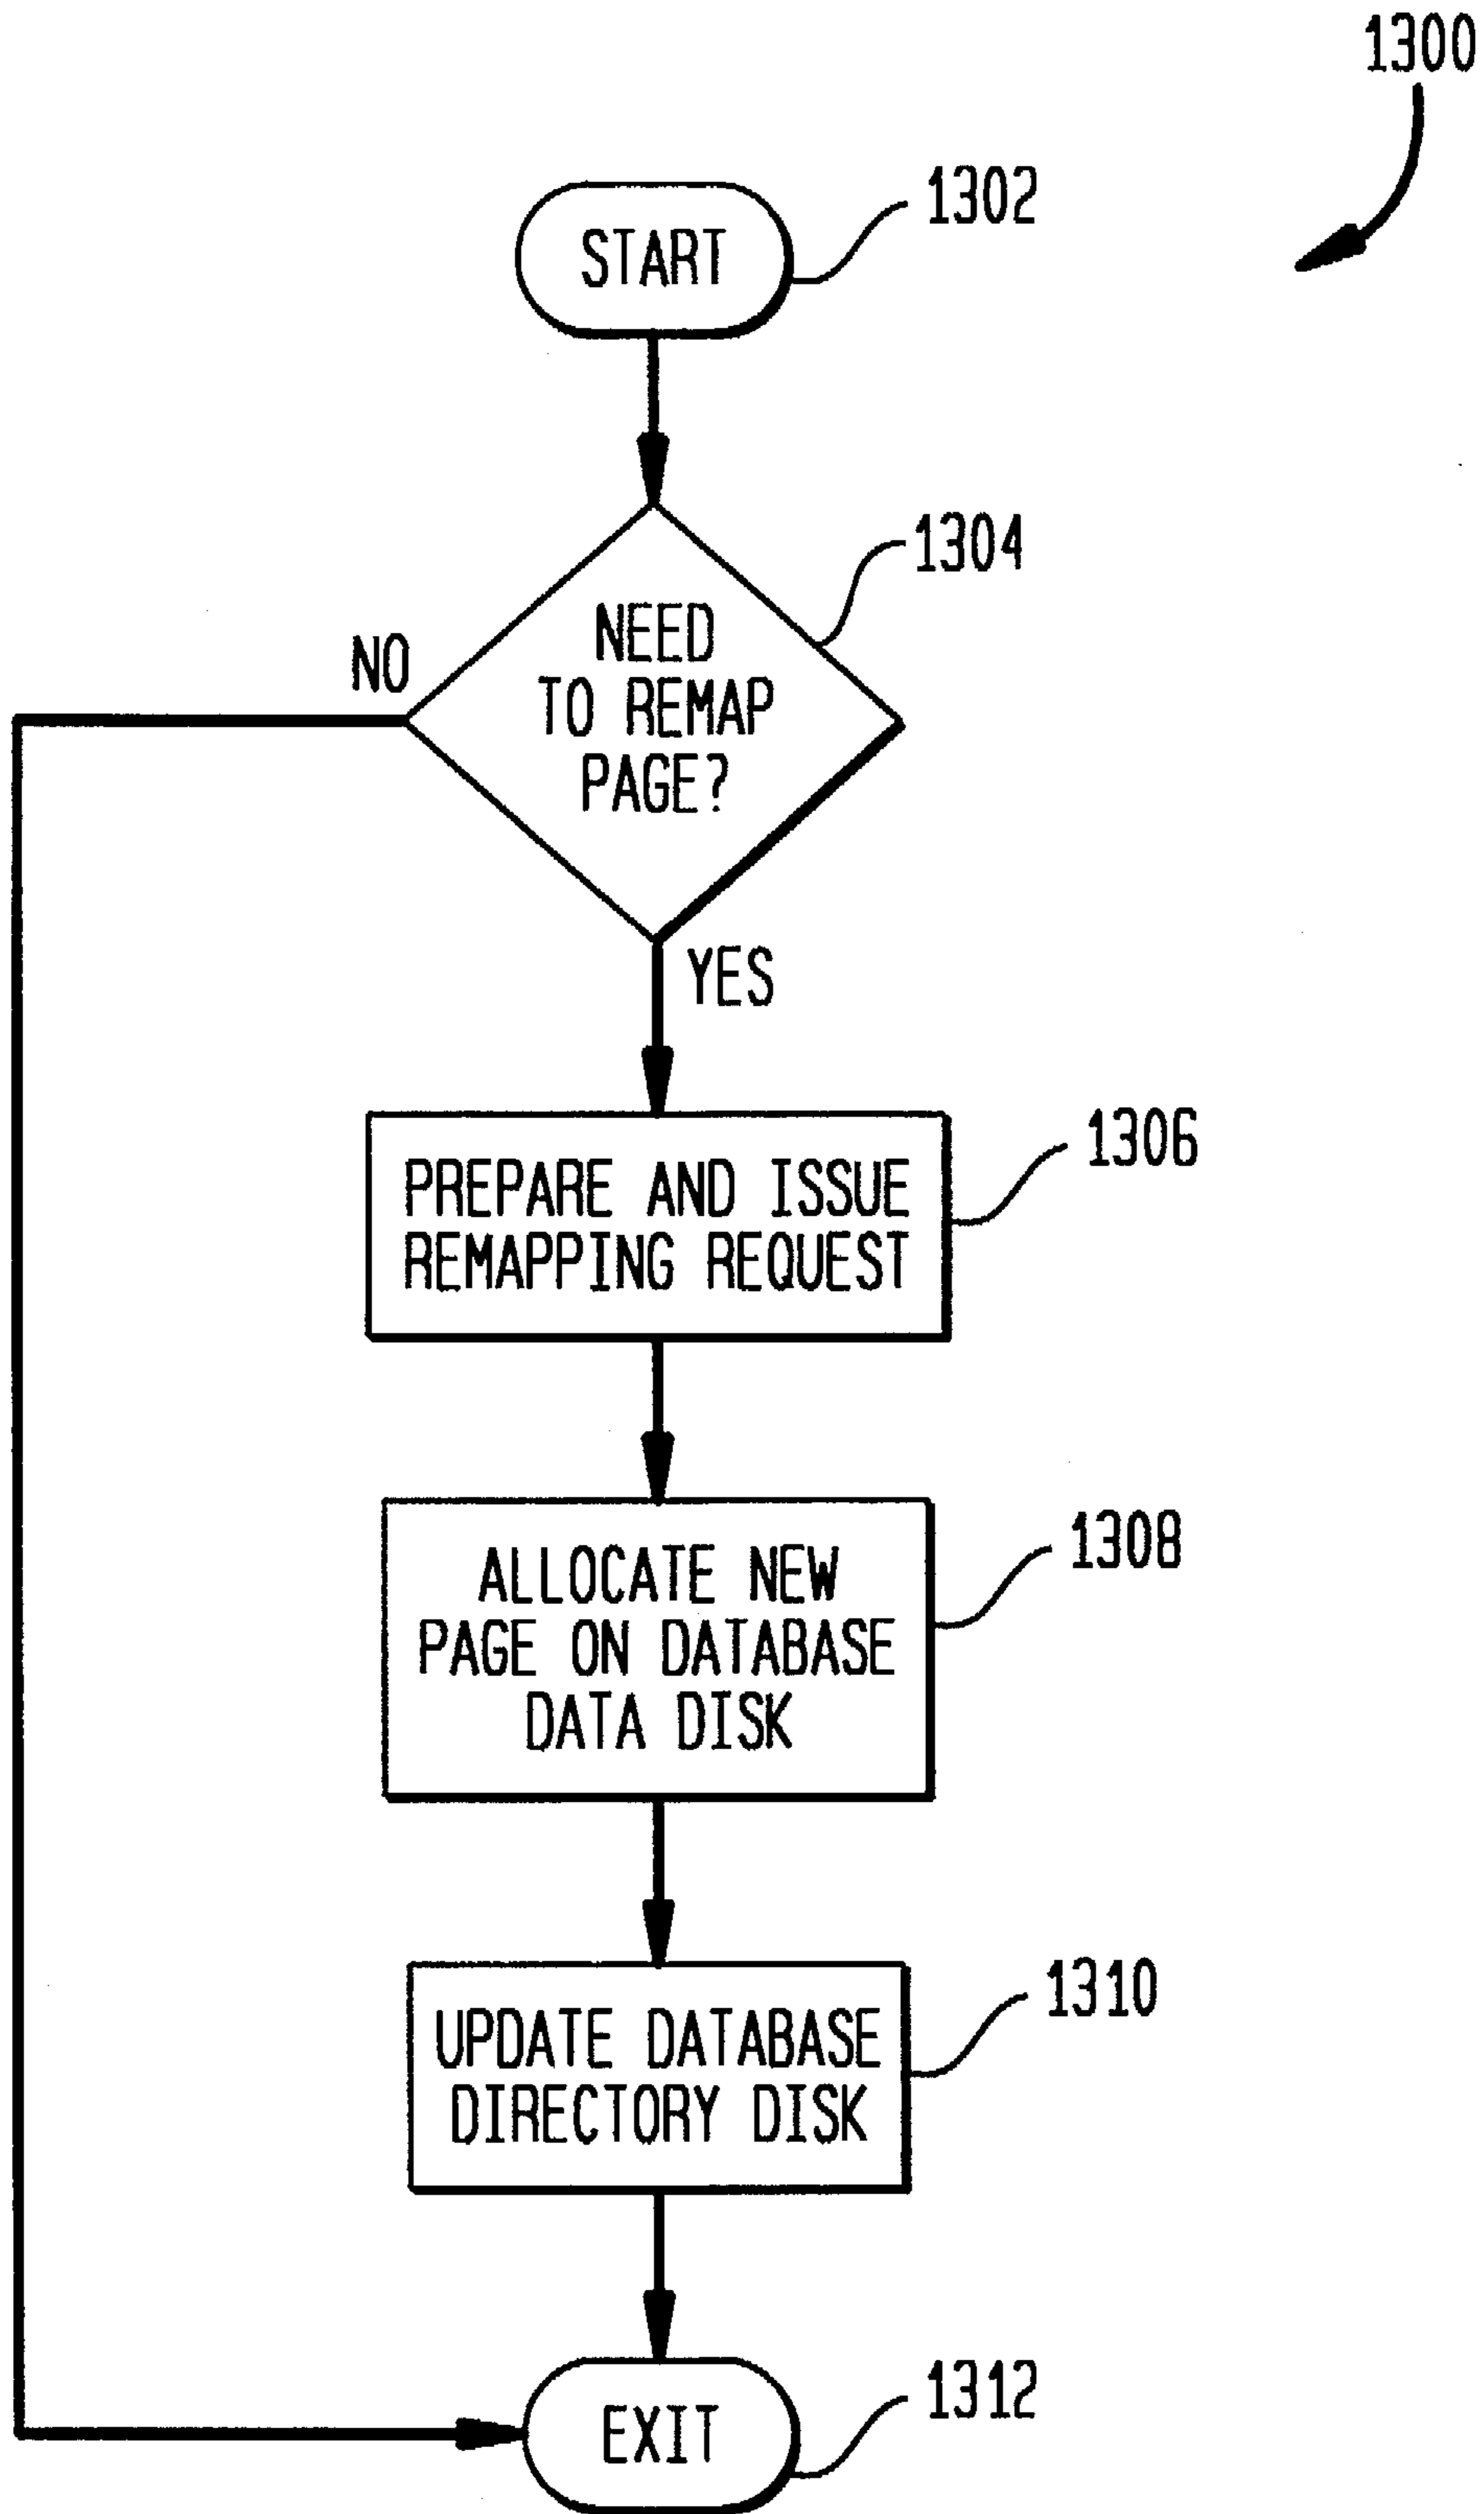 1300
1302
START
1304
NEED
TO REMAP
PAGE?
NO
YES
1306
PREPARE AND ISSUE
REMAPPING REQUEST
1308
ALLOCATE NEW
PAGE ON DATABASE
DATA DISK
1310
UPDATE DATABASE
DIRECTORY DISK
1312
EXIT